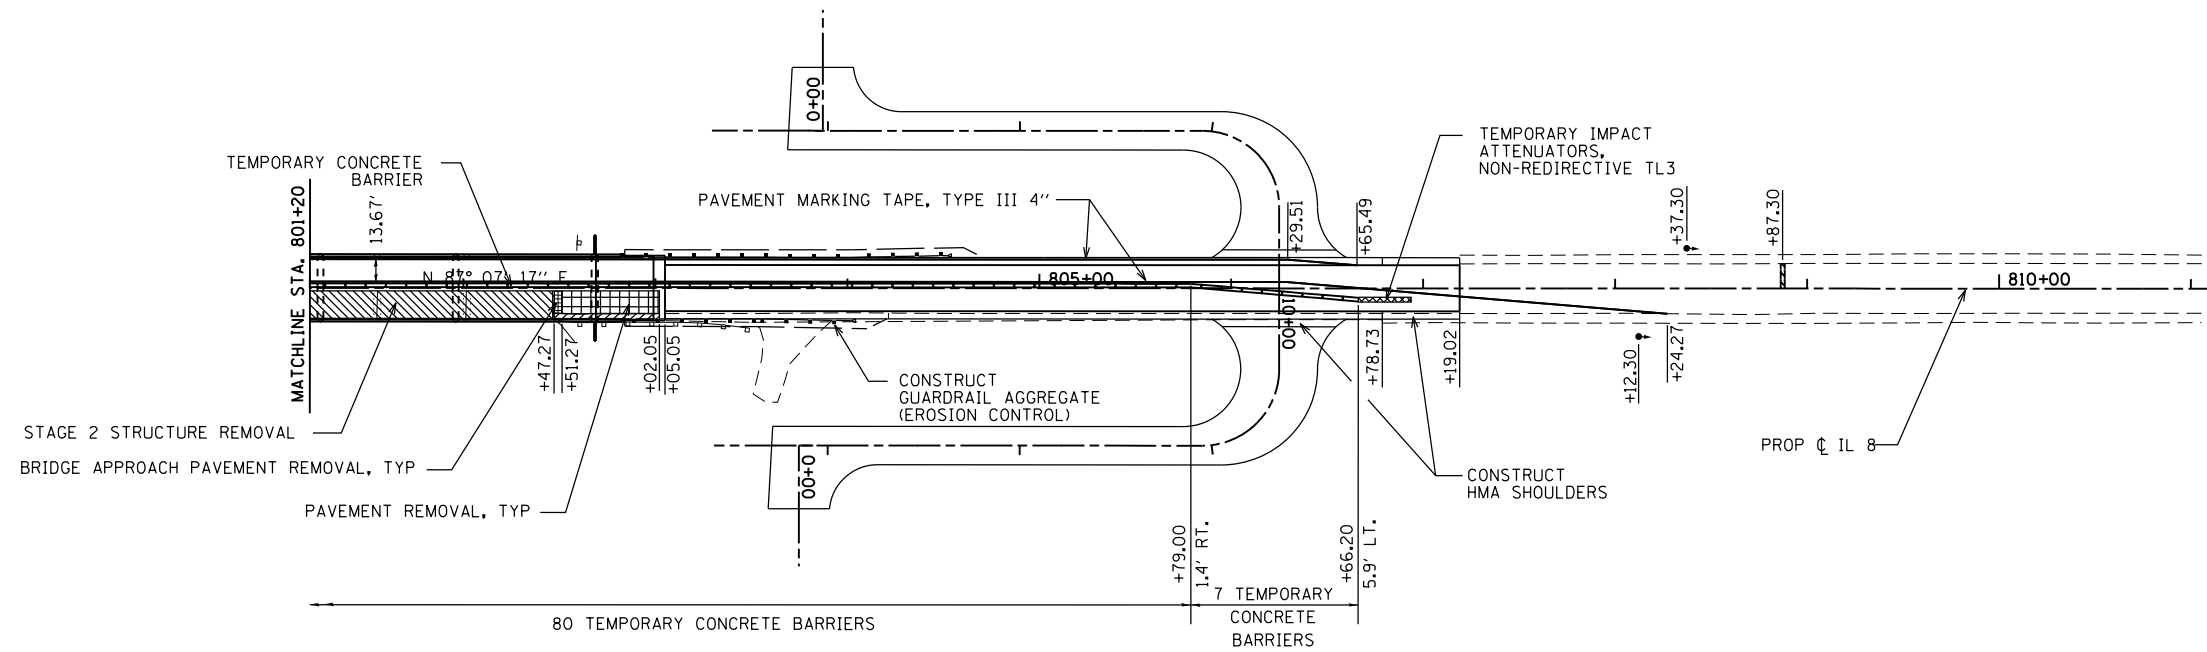 0+00
TEMPORARY CONCRETE
BARRIER
MATCHLINE STA. 801+20
13.67'
PAVEMENT MARKING TAPE, TYPE III 4''
TEMPORARY IMPACT
ATTENUATORS,
NON-REDIRECTIVE TL3
+29.51
+65.49
+37.30
+87.30
N 87° 07' 17'' E
805+00
810+00
10+00
+47.27
+51.27
+02.05
+05.05
+78.73
+19.02
+12.30
+24.27
CONSTRUCT
GUARDRAIL AGGREGATE
(EROSION CONTROL)
STAGE 2 STRUCTURE REMOVAL
BRIDGE APPROACH PAVEMENT REMOVAL, TYP
PAVEMENT REMOVAL, TYP
0+00
PROP ℄ IL 8
CONSTRUCT
HMA SHOULDERS
+79.00
1.4' RT.
+66.20
5.9' LT.
80 TEMPORARY CONCRETE BARRIERS
7 TEMPORARY
CONCRETE
BARRIERS